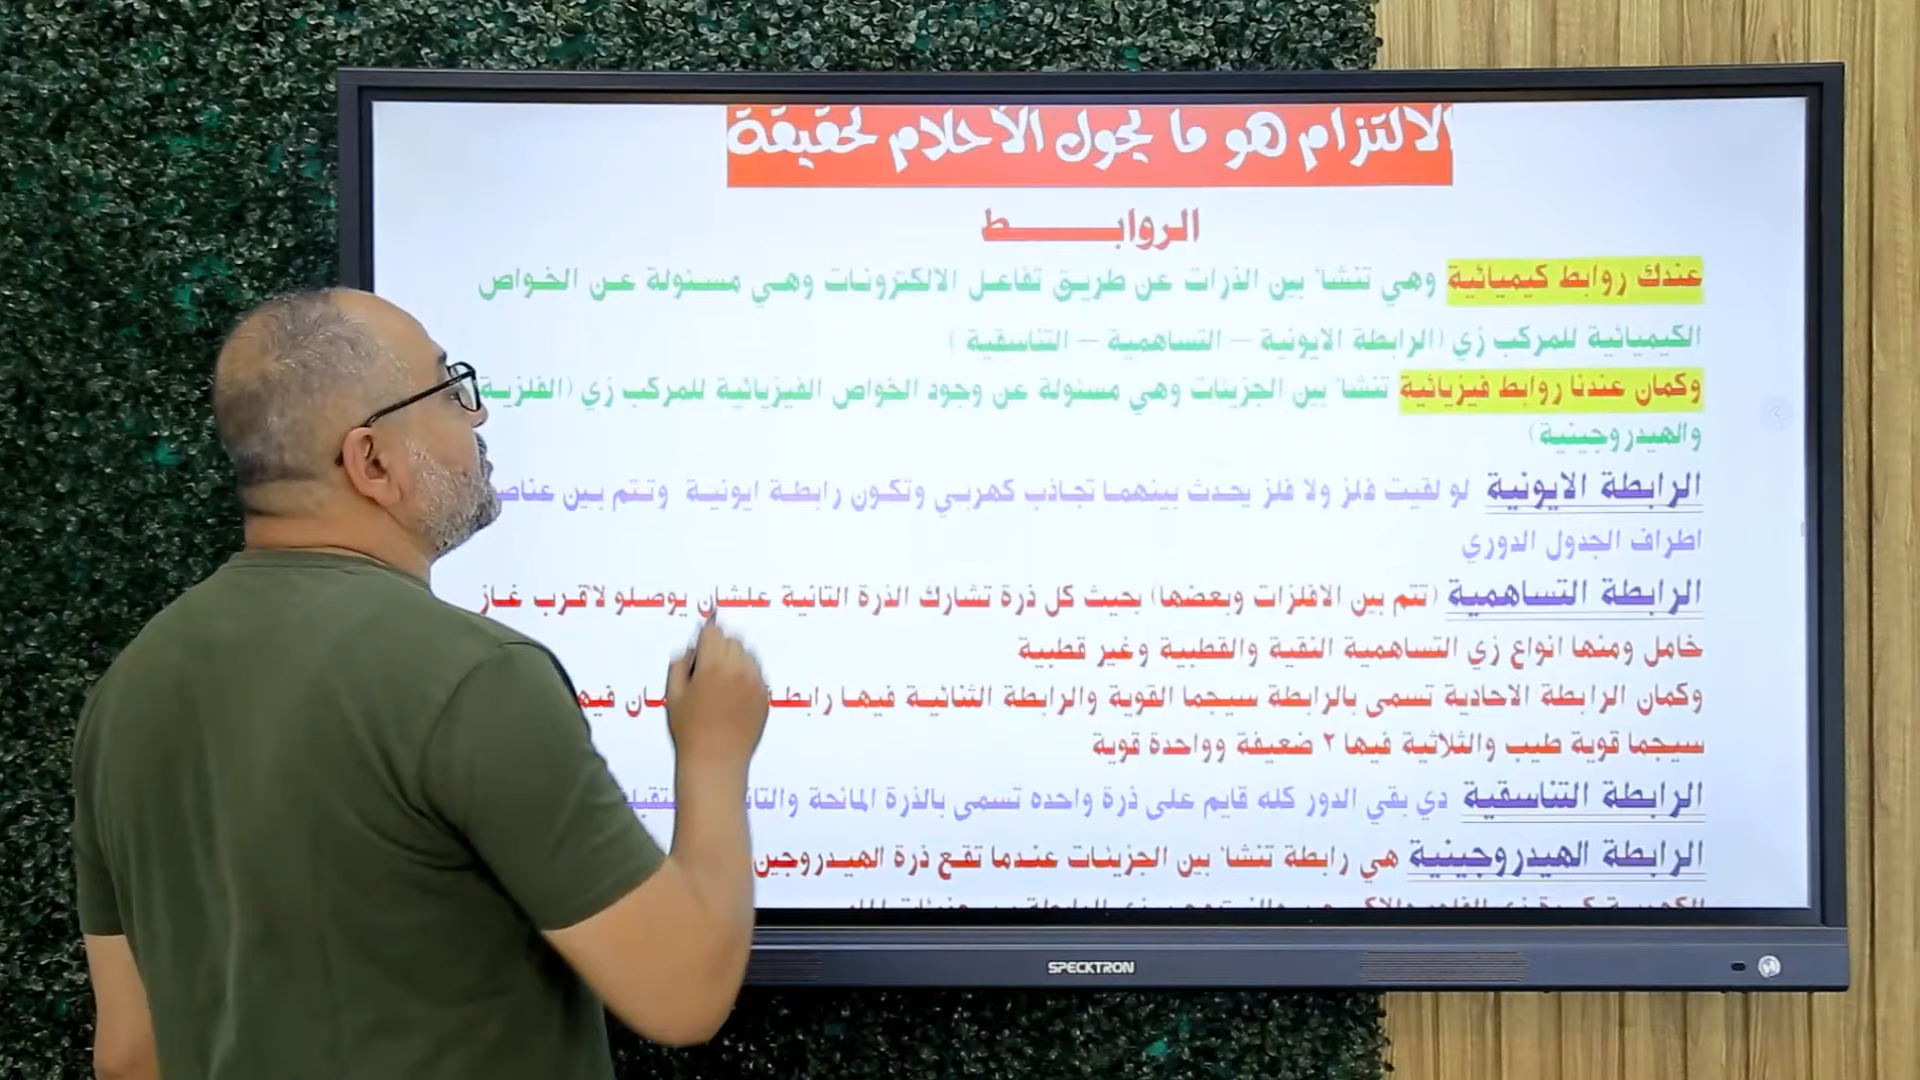 الالتزام هو ما يحول الأحلام لحقيقة
الروابـــــط
عندك روابط كيميائية وهي تنشأ بين الذرات عن طريق تفاعل الالكترونات وهي مسئولة عن الخواص
الكيميائية للمركب زي (الرابطة الايونية – التساهمية – التناسقية )
وكمان عندنا روابط فيزيائية تنشأ بين الجزيئات وهي مسئولة عن وجود الخواص الفيزيائية للمركب زي (الفلزية
والهيدروجينية)
الرابطة الايونية لو لقيت فلز ولا فلز يحدث بينهما تجاذب كهربي وتكون رابطة ايونية وتتم بين
اطراف الجدول الدوري
الرابطة التساهمية (تتم بين الافلزات وبعضها) بحيث كل ذرة تشارك الذرة التانية علشان يوصلو لاقرب غاز
خامل ومنها انواع زي التساهمية النقية والقطبية وغير قطبية
وكمان الرابطة الاحادية تسمى بالرابطة سيجما القوية والرابطة الثنائية فيها رابطة
سيجما قوية طيب والثلاثية فيها ٢ ضعيفة وواحدة قوية
الرابطة التناسقية دي بقي الدور كله قايم على ذرة واحده تسمى بالذرة المانحة
الرابطة الهيدروجينية هي رابطة تنشأ بين الجزيئات عندما تقع ذرة الهيدروجين
SPECKTRON